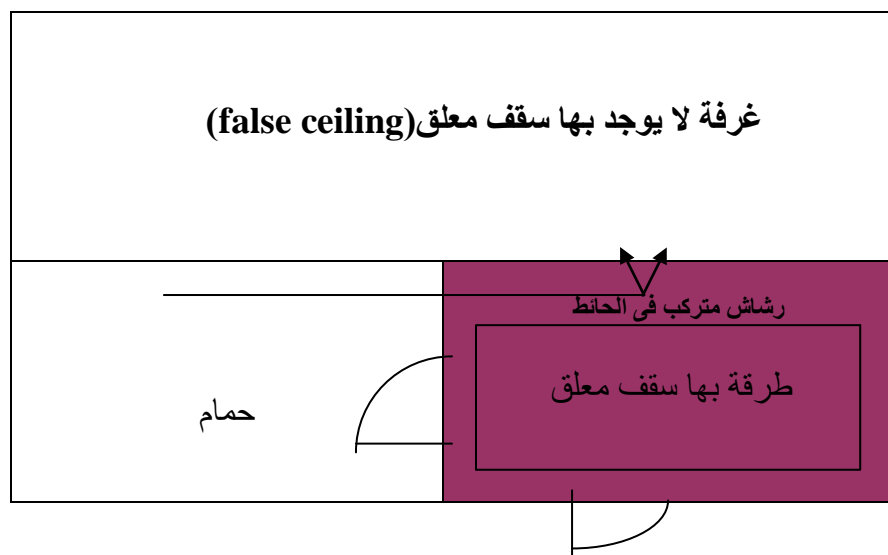 غرفة لا يوجد بها سقف معلق(false ceiling)
رشاش متركب فى الحائط
طرقة بها سقف معلق
حمام